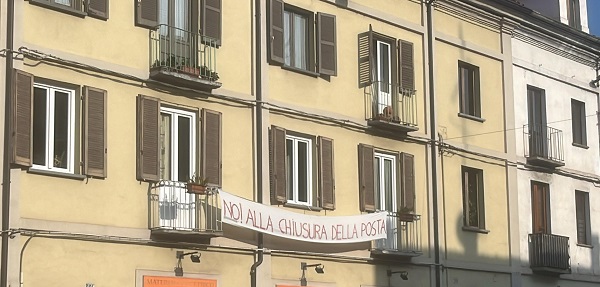 NOI ALLA CHIUSURA DELLA POSTA